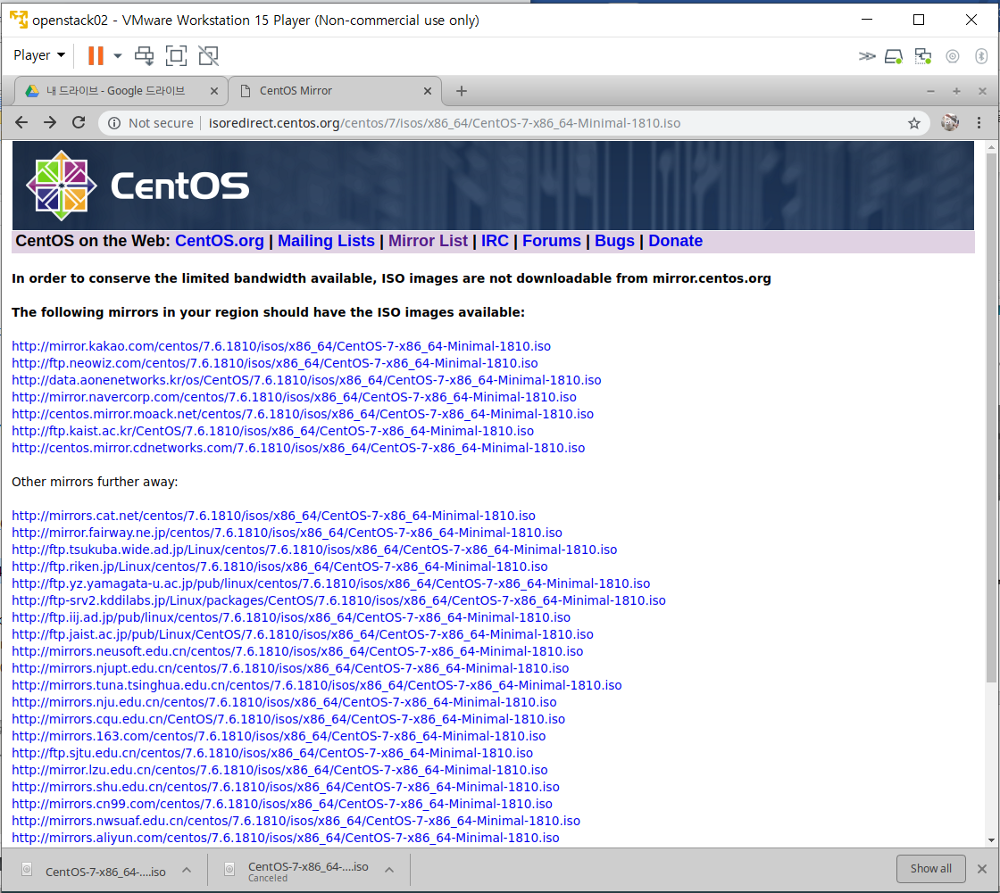 openstack02 - VMware Workstation 15 Player (Non-commercial use only)
Player
내 드라이브 - Google 드라이브
CentOS Mirror
Not secure
isoredirect.centos.org/centos/7/isos/x86_64/CentOS-7-x86_64-Minimal-1810.iso
CentOS
CentOS on the Web: CentOS.org | Mailing Lists | Mirror List | IRC | Forums | Bugs | Donate
In order to conserve the limited bandwidth available, ISO images are not downloadable from mirror.centos.org
The following mirrors in your region should have the ISO images available:
http://mirror.kakao.com/centos/7.6.1810/isos/x86_64/CentOS-7-x86_64-Minimal-1810.iso
http://ftp.neowiz.com/centos/7.6.1810/isos/x86_64/CentOS-7-x86_64-Minimal-1810.iso
http://data.aonenetworks.kr/os/CentOS/7.6.1810/isos/x86_64/CentOS-7-x86_64-Minimal-1810.iso
http://mirror.navercorp.com/centos/7.6.1810/isos/x86_64/CentOS-7-x86_64-Minimal-1810.iso
http://centos.mirror.moack.net/centos/7.6.1810/isos/x86_64/CentOS-7-x86_64-Minimal-1810.iso
http://ftp.kaist.ac.kr/CentOS/7.6.1810/isos/x86_64/CentOS-7-x86_64-Minimal-1810.iso
http://centos.mirror.cdnetworks.com/7.6.1810/isos/x86_64/CentOS-7-x86_64-Minimal-1810.iso
Other mirrors further away:
http://mirrors.cat.net/centos/7.6.1810/isos/x86_64/CentOS-7-x86_64-Minimal-1810.iso
http://mirror.fairway.ne.jp/centos/7.6.1810/isos/x86_64/CentOS-7-x86_64-Minimal-1810.iso
http://ftp.tsukuba.wide.ad.jp/Linux/centos/7.6.1810/isos/x86_64/CentOS-7-x86_64-Minimal-1810.iso
http://ftp.riken.jp/Linux/centos/7.6.1810/isos/x86_64/CentOS-7-x86_64-Minimal-1810.iso
http://ftp.yz.yamagata-u.ac.jp/pub/linux/centos/7.6.1810/isos/x86_64/CentOS-7-x86_64-Minimal-1810.iso
http://ftp-srv2.kddilabs.jp/Linux/packages/CentOS/7.6.1810/isos/x86_64/CentOS-7-x86_64-Minimal-1810.iso
http://ftp.iij.ad.jp/pub/linux/centos/7.6.1810/isos/x86_64/CentOS-7-x86_64-Minimal-1810.iso
http://ftp.jaist.ac.jp/pub/Linux/CentOS/7.6.1810/isos/x86_64/CentOS-7-x86_64-Minimal-1810.iso
http://mirrors.neusoft.edu.cn/centos/7.6.1810/isos/x86_64/CentOS-7-x86_64-Minimal-1810.iso
http://mirrors.njupt.edu.cn/centos/7.6.1810/isos/x86_64/CentOS-7-x86_64-Minimal-1810.iso
http://mirrors.tuna.tsinghua.edu.cn/centos/7.6.1810/isos/x86_64/CentOS-7-x86_64-Minimal-1810.iso
http://mirrors.nju.edu.cn/centos/7.6.1810/isos/x86_64/CentOS-7-x86_64-Minimal-1810.iso
http://mirrors.cqu.edu.cn/CentOS/7.6.1810/isos/x86_64/CentOS-7-x86_64-Minimal-1810.iso
http://mirrors.163.com/centos/7.6.1810/isos/x86_64/CentOS-7-x86_64-Minimal-1810.iso
http://ftp.sjtu.edu.cn/centos/7.6.1810/isos/x86_64/CentOS-7-x86_64-Minimal-1810.iso
http://mirror.lzu.edu.cn/centos/7.6.1810/isos/x86_64/CentOS-7-x86_64-Minimal-1810.iso
http://mirrors.shu.edu.cn/centos/7.6.1810/isos/x86_64/CentOS-7-x86_64-Minimal-1810.iso
http://mirrors.cn99.com/centos/7.6.1810/isos/x86_64/CentOS-7-x86_64-Minimal-1810.iso
http://mirrors.nwsuaf.edu.cn/centos/7.6.1810/isos/x86_64/CentOS-7-x86_64-Minimal-1810.iso
http://mirrors.aliyun.com/centos/7.6.1810/isos/x86_64/CentOS-7-x86_64-Minimal-1810.iso
CentOS-7-x86_64-....iso
CentOS-7-x86_64-....iso
Canceled
Show all